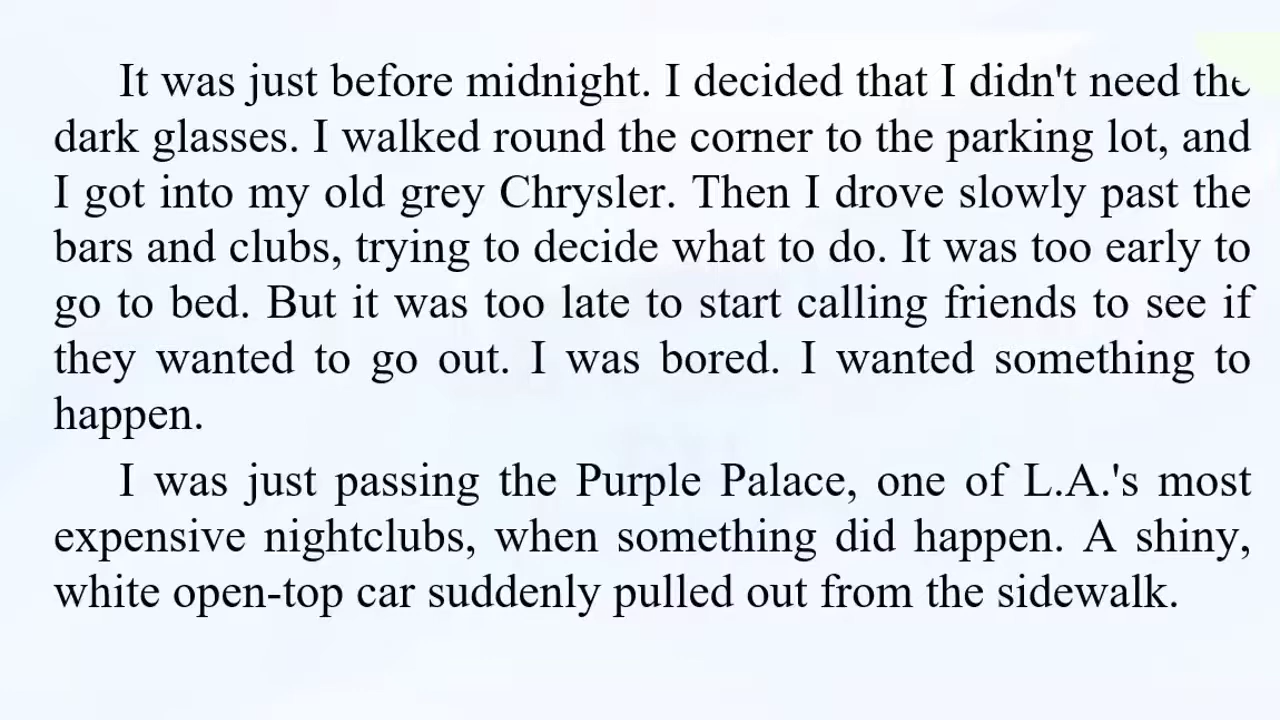 It was just before midnight. I decided that I didn't need the
dark glasses. I walked round the corner to the parking lot, and
I got into my old grey Chrysler. Then I drove slowly past the
bars and clubs, trying to decide what to do. It was too early to
go to bed. But it was too late to start calling friends to see if
they wanted to go out. I was bored. I wanted something to
happen.
I was just passing the Purple Palace, one of L.A.'s most
expensive nightclubs, when something did happen. A shiny,
white open-top car suddenly pulled out from the sidewalk.